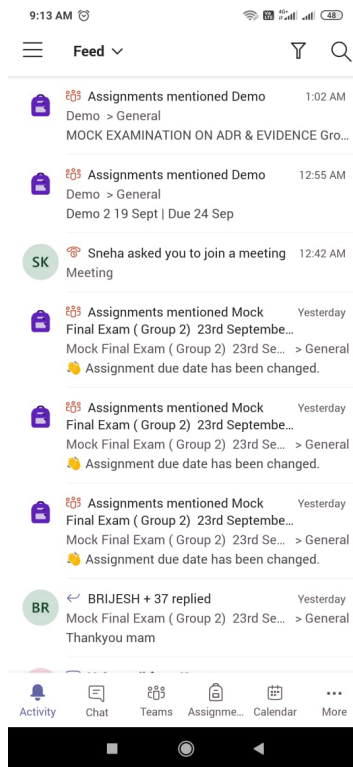 9:13 AM
4G+
48
Feed
Assignments mentioned Demo 1:02 AM
Demo > General
MOCK EXAMINATION ON ADR & EVIDENCE Gro...
Assignments mentioned Demo 12:55 AM
Demo > General
Demo 2 19 Sept | Due 24 Sep
SK
Sneha asked you to join a meeting 12:42 AM
Meeting
Assignments mentioned Mock Yesterday
Final Exam ( Group 2) 23rd Septembe...
Mock Final Exam ( Group 2) 23rd Se... > General
👋 Assignment due date has been changed.
Assignments mentioned Mock Yesterday
Final Exam ( Group 2) 23rd Septembe...
Mock Final Exam ( Group 2) 23rd Se... > General
👋 Assignment due date has been changed.
Assignments mentioned Mock Yesterday
Final Exam ( Group 2) 23rd Septembe...
Mock Final Exam ( Group 2) 23rd Se... > General
👋 Assignment due date has been changed.
BR
BRIJESH + 37 replied Yesterday
Mock Final Exam ( Group 2) 23rd Se... > General
Thankyou mam
Activity Chat Teams Assignme... Calendar More